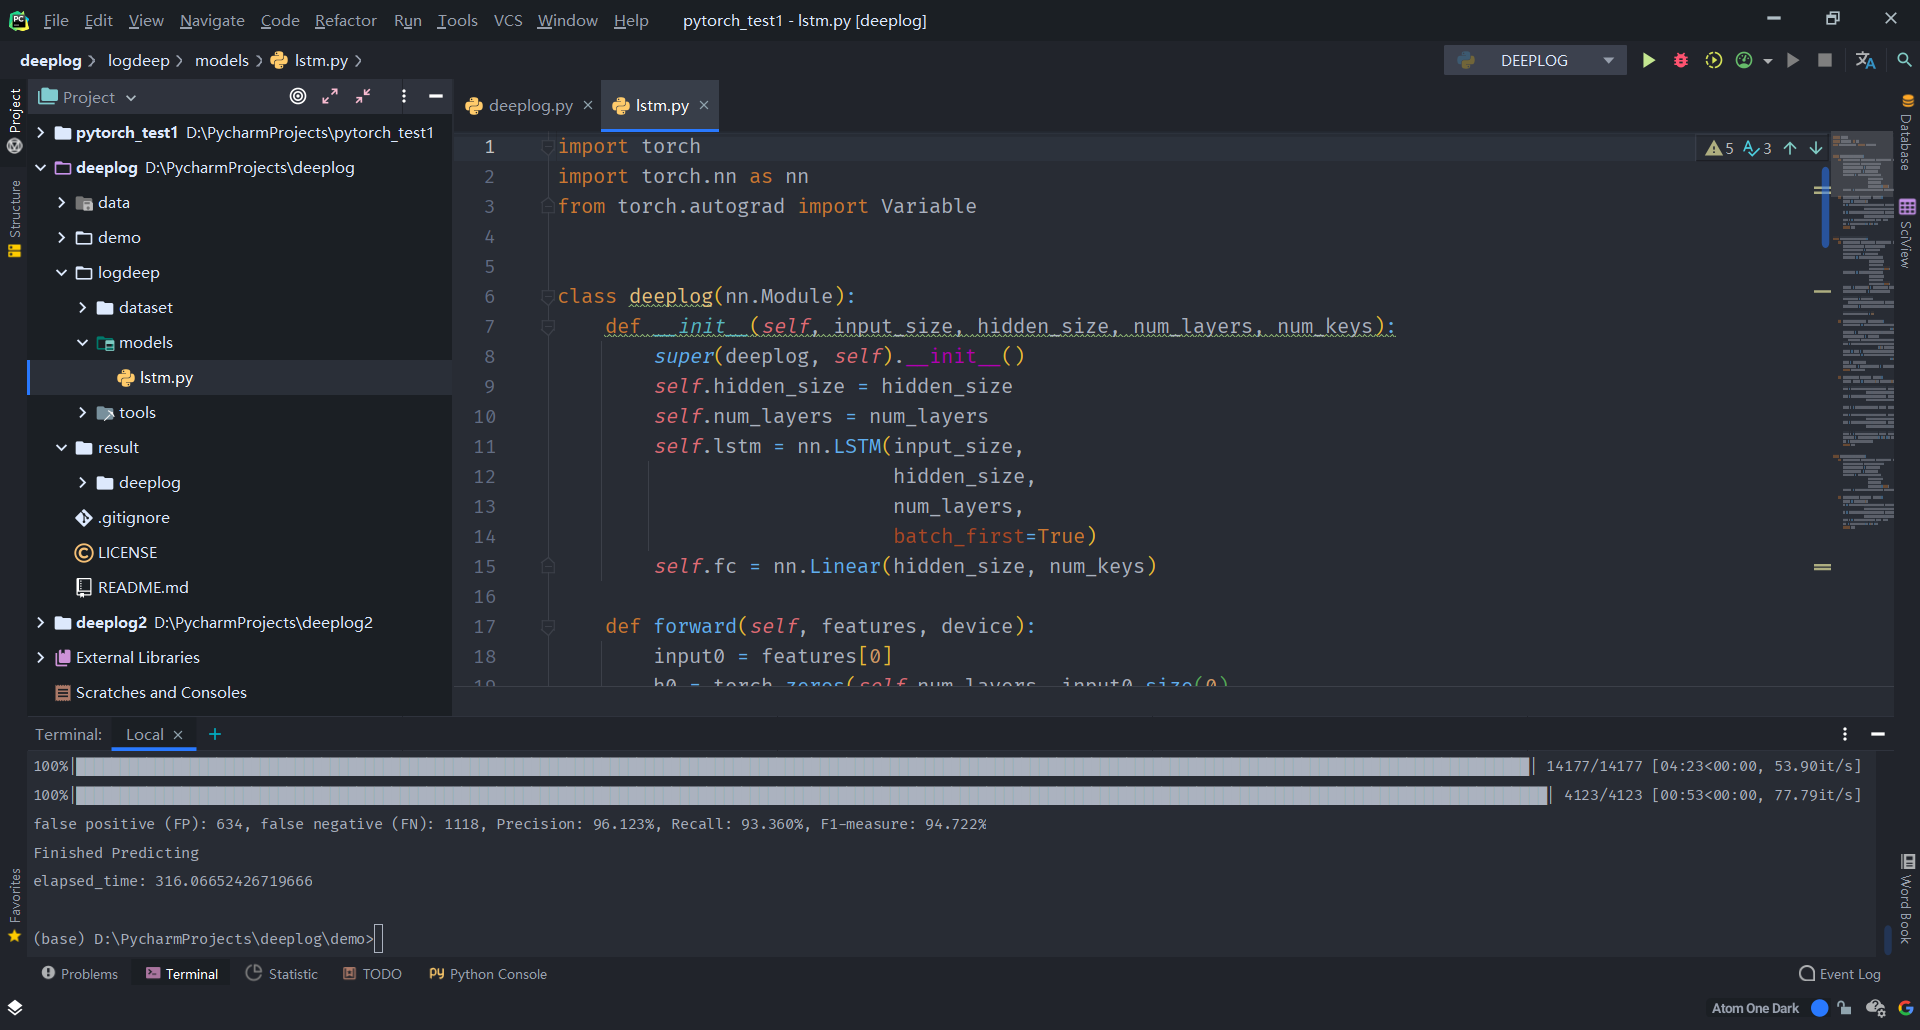 File Edit View Navigate Code Refactor Run Tools VCS Window Help pytorch_test1 - lstm.py [deeplog]
deeplog logdeep models lstm.py DEEPLOG
Project
Project
deeplog.py lstm.py
pytorch_test1 D:\PycharmProjects\pytorch_test1
deeplog D:\PycharmProjects\deeplog
data
demo
logdeep
dataset
models
lstm.py
tools
result
deeplog
.gitignore
LICENSE
README.md
deeplog2 D:\PycharmProjects\deeplog2
External Libraries
Scratches and Consoles
Structure
Favorites
1 import torch
2 import torch.nn as nn
3 from torch.autograd import Variable
4
5
6 class deeplog(nn.Module):
7 def __init__(self, input_size, hidden_size, num_layers, num_keys):
8 super(deeplog, self).__init__()
9 self.hidden_size = hidden_size
10 self.num_layers = num_layers
11 self.lstm = nn.LSTM(input_size,
12 hidden_size,
13 num_layers,
14 batch_first=True)
15 self.fc = nn.Linear(hidden_size, num_keys)
16
17 def forward(self, features, device):
18 input0 = features[0]
19 h0 = torch.zeros(self.num_layers, input0.size(0)
5 3
Database
SciView
Word Book
Terminal: Local × +
100% 14177/14177 [04:23<00:00, 53.90it/s]
100% 4123/4123 [00:53<00:00, 77.79it/s]
false positive (FP): 634, false negative (FN): 1118, Precision: 96.123%, Recall: 93.360%, F1-measure: 94.722%
Finished Predicting
elapsed_time: 316.06652426719666
(base) D:\PycharmProjects\deeplog\demo>
Problems Terminal Statistic TODO Python Console Event Log
Atom One Dark